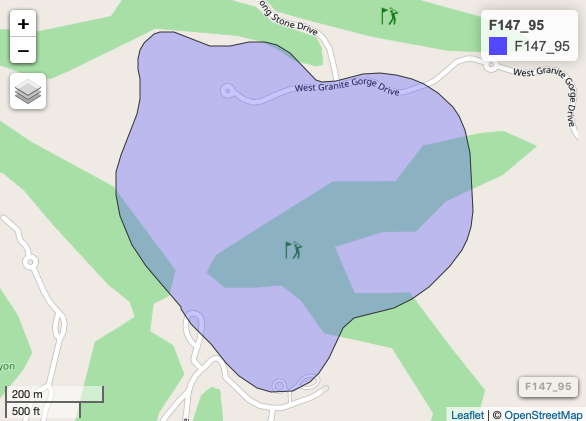 +
−
ong Stone Drive
F147_95
F147_95
West Granite Gorge Drive
West Granite Gorge Drive
yon
200 m
500 ft
F147_95
Leaflet | © OpenStreetMap